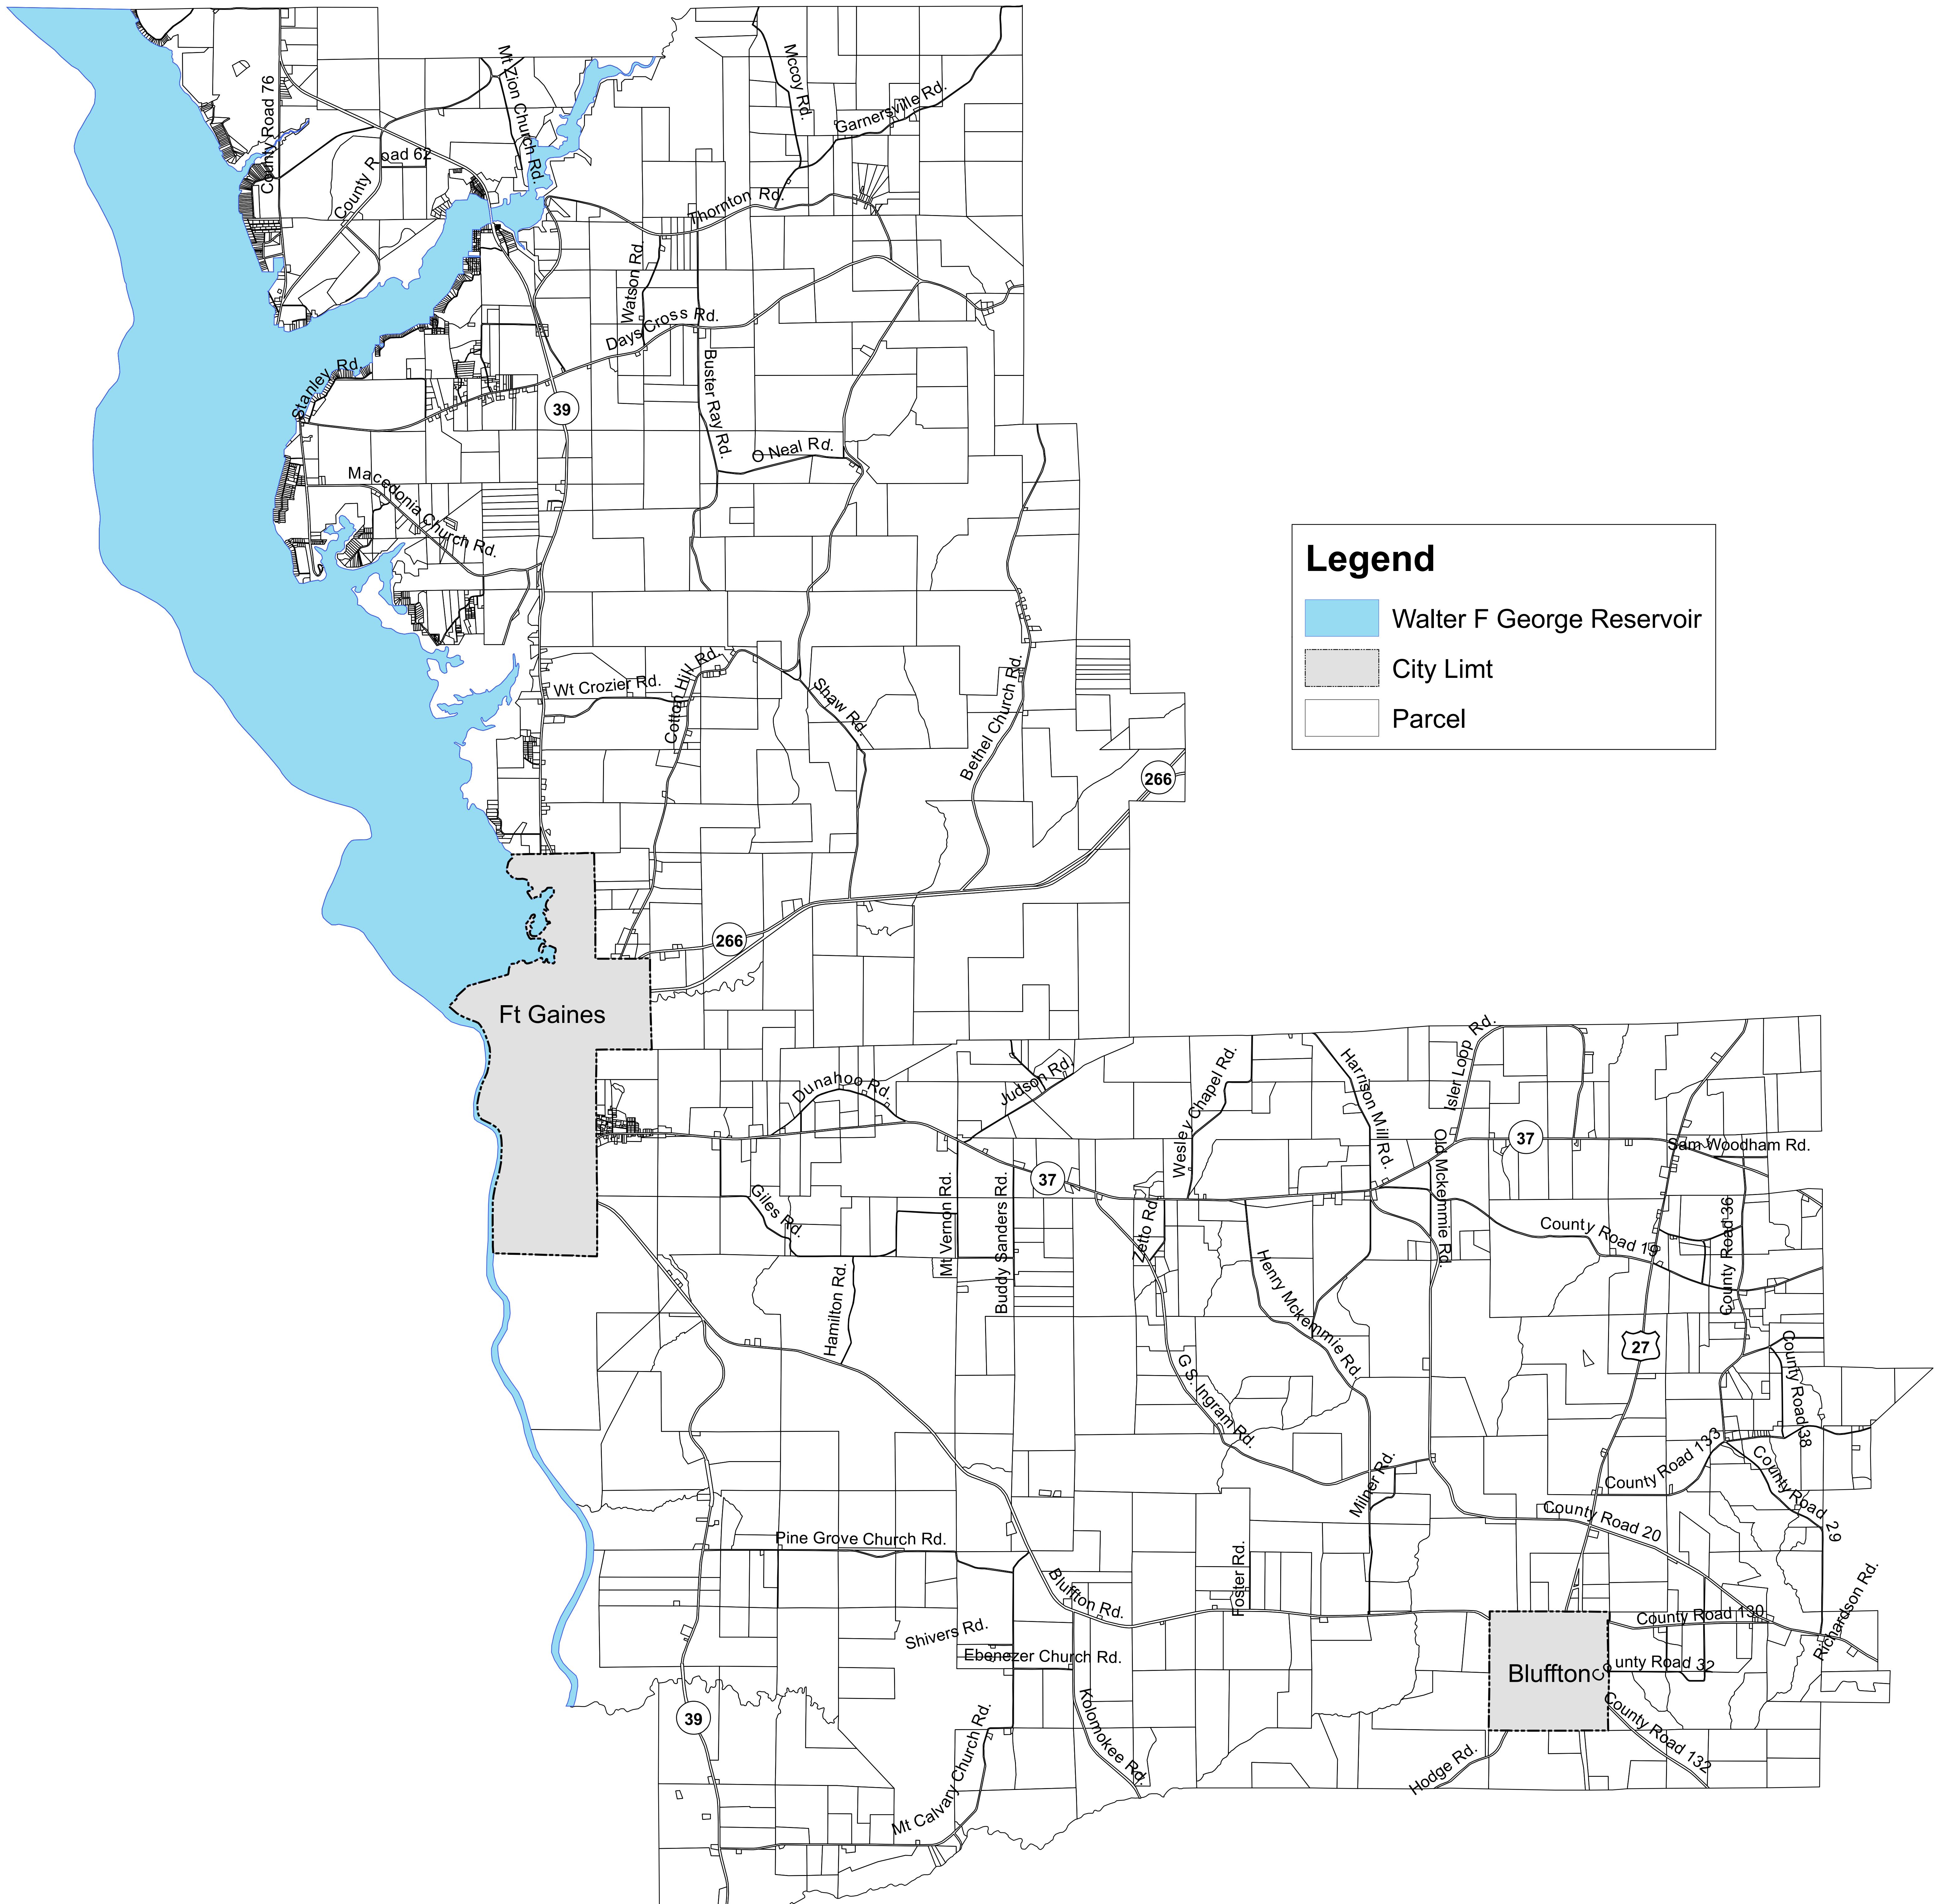 Mt Zion Church Rd.
Mccoy Rd.
Garnersville Rd.
County Road 76
County Road 62
Thornton Rd.
Watson Rd.
Days Cross Rd.
Stanley Rd
Buster Ray Rd.
39
O Neal Rd.
Macedonia Church Rd.
Legend
Walter F George Reservoir
City Limt
Parcel
Wt Crozier Rd.
Cotton Hill Rd.
Shaw Rd.
Bethel Church Rd.
266
266
Ft Gaines
Dunahoo Rd.
Judson Rd.
Wesley Chapel Rd.
Harrison Mill Rd.
Isler Lopp Rd.
37
Sam Woodham Rd.
Old Mckemmie Rd.
37
Giles Rd.
Mt Vernon Rd.
Buddy Sanders Rd.
Zetto Rd.
County Road 19
County Road 36
Hamilton Rd.
Henry Mckemmie Rd.
27
County Road 38
G S. Ingram Rd.
County Road 133
County Road 29
Milner Rd.
County Road 20
Pine Grove Church Rd.
Bluffton Rd.
Foster Rd.
County Road 130
Richardson Rd.
Shivers Rd.
Ebenezer Church Rd.
Bluffton
County Road 32
Kolomokee Rd.
39
County Road 132
Mt Calvary Church Rd.
Hodge Rd.